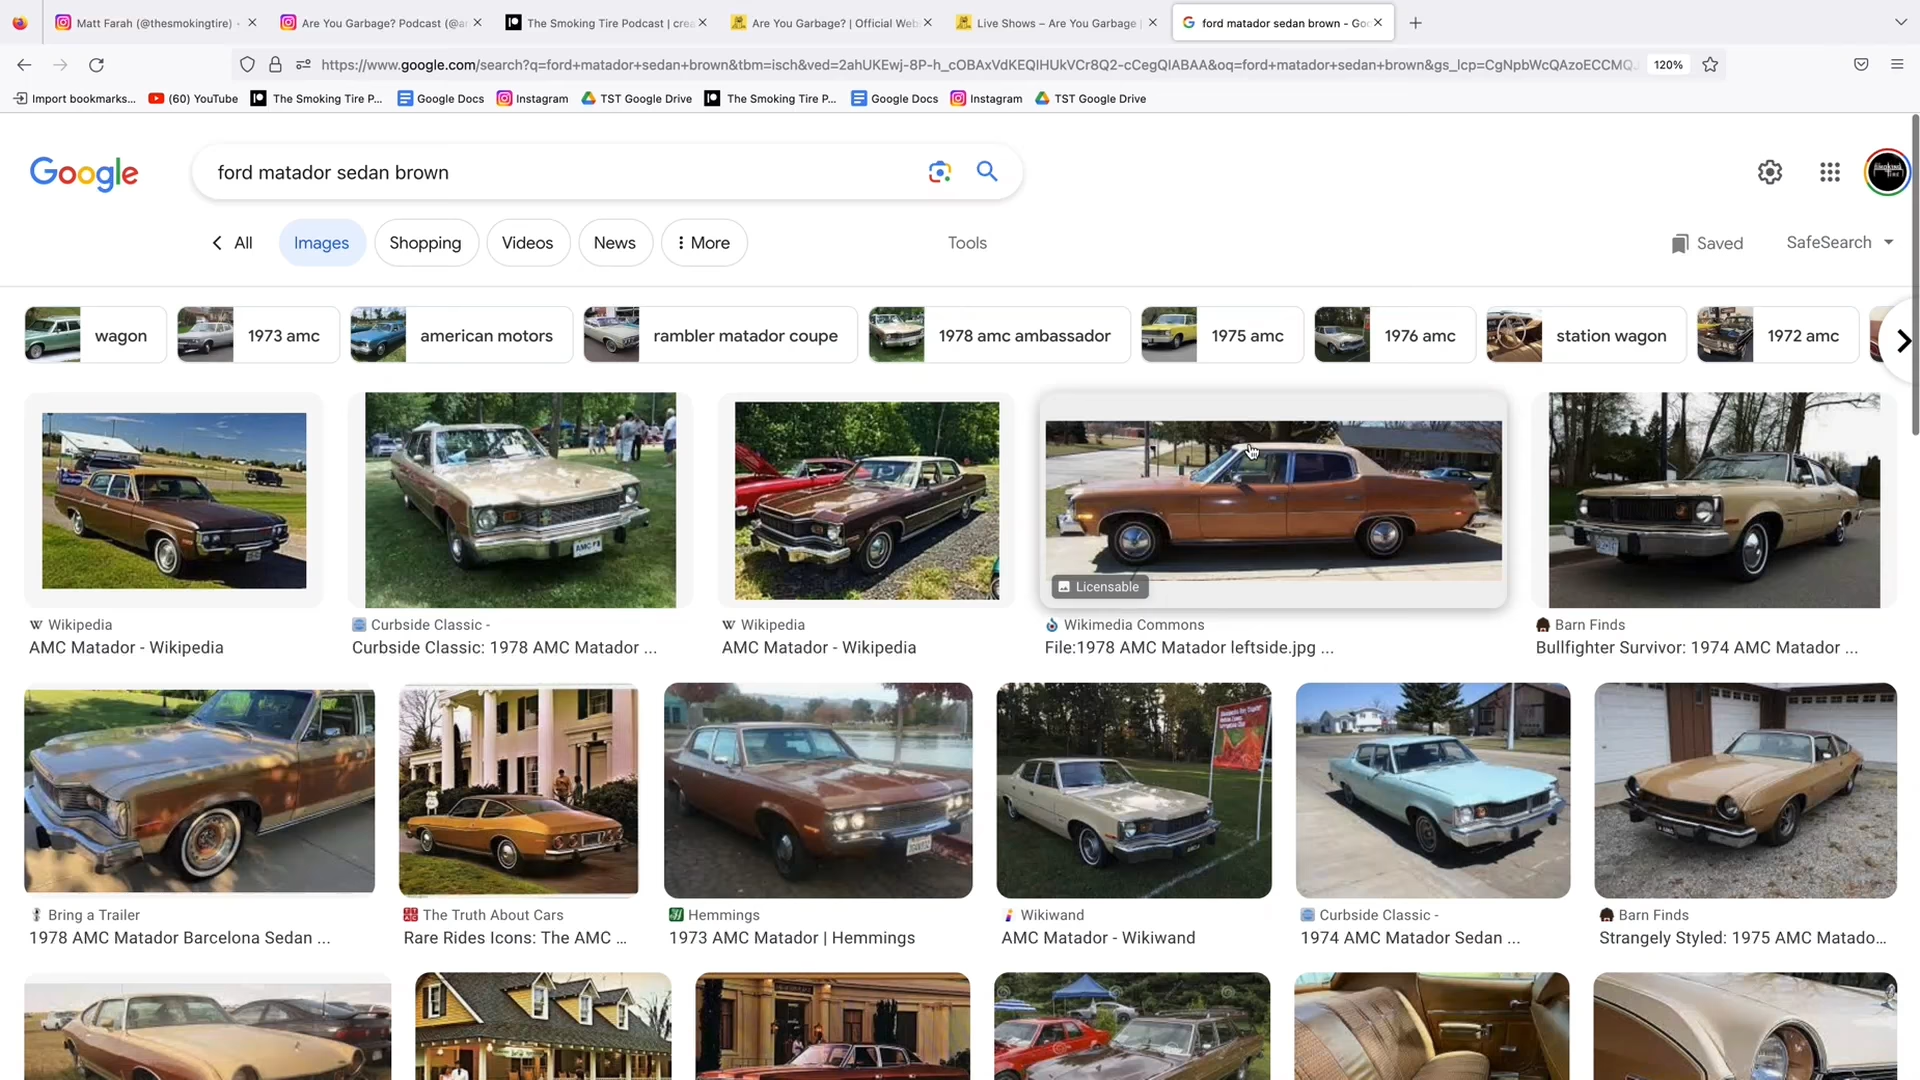 Matt Farah (@thesmokingtire) •
Are You Garbage? Podcast (@a
The Smoking Tire Podcast | crea
Are You Garbage? | Official Web
Live Shows – Are You Garbage |
ford matador sedan brown - Goo
https://www.google.com/search?q=ford+matador+sedan+brown&tbm=isch&ved=2ahUKEwj-8P-h_cOBAxVdKEQIHUkVCr8Q2-cCegQIABAA&oq=ford+matador+sedan+brown&gs_lcp=CgNpbWcQAzoECCMQ
120%
Import bookmarks...
(60) YouTube
The Smoking Tire P...
Google Docs
Instagram
TST Google Drive
The Smoking Tire P...
Google Docs
Instagram
TST Google Drive
Google
ford matador sedan brown
All
Images
Shopping
Videos
News
More
Tools
Saved
SafeSearch
wagon
1973 amc
american motors
rambler matador coupe
1978 amc ambassador
1975 amc
1976 amc
station wagon
1972 amc
Licensable
Wikipedia
AMC Matador - Wikipedia
Curbside Classic -
Curbside Classic: 1978 AMC Matador ...
Wikipedia
AMC Matador - Wikipedia
Wikimedia Commons
File:1978 AMC Matador leftside.jpg ...
Barn Finds
Bullfighter Survivor: 1974 AMC Matador ...
Bring a Trailer
1978 AMC Matador Barcelona Sedan ...
The Truth About Cars
Rare Rides Icons: The AMC ...
Hemmings
1973 AMC Matador | Hemmings
Wikiwand
AMC Matador - Wikiwand
Curbside Classic -
1974 AMC Matador Sedan ...
Barn Finds
Strangely Styled: 1975 AMC Matado...